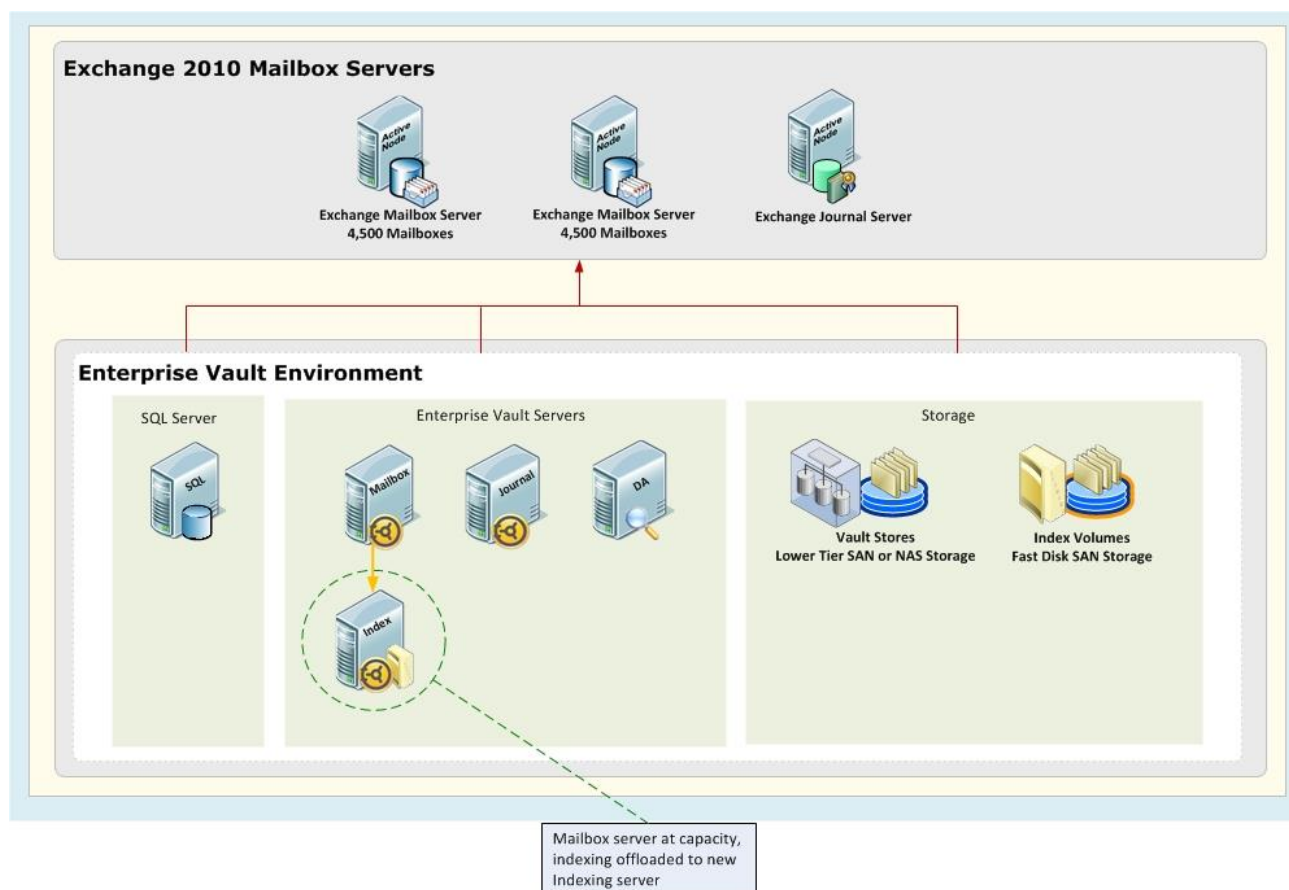 Exchange 2010 Mailbox Servers
Active
Node
Active
Node
Active
Node
Exchange Mailbox Server
4,500 Mailboxes
Exchange Mailbox Server
4,500 Mailboxes
Exchange Journal Server
Enterprise Vault Environment
SQL Server
SQL
Enterprise Vault Servers
Mailbox
Journal
DA
Index
Storage
Vault Stores
Lower Tier SAN or NAS Storage
Index Volumes
Fast Disk SAN Storage
Mailbox server at capacity,
indexing offloaded to new
Indexing server